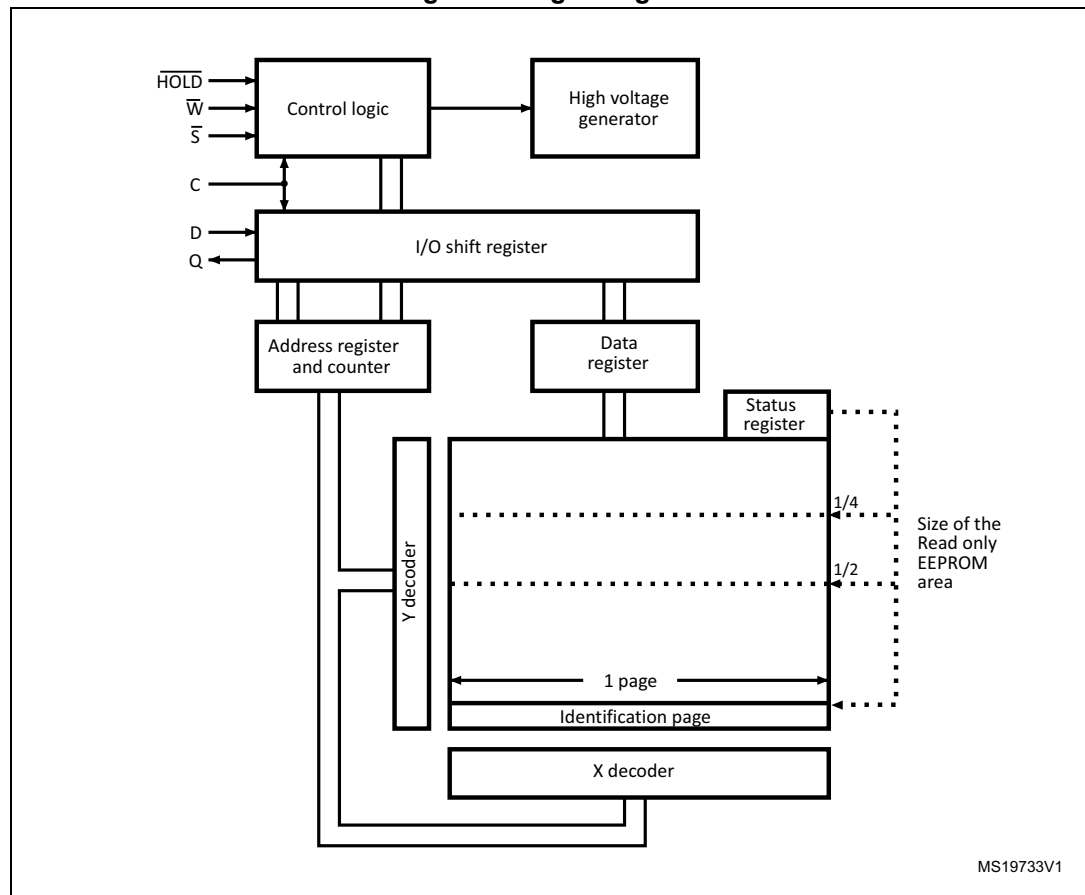 HOLD
W
S
C
D
Q
Control logic
High voltage
generator
I/O shift register
Address register
and counter
Data
register
Status
register
1/4
1/2
Size of the
Read only
EEPROM
area
Y decoder
1 page
Identification page
X decoder
MS19733V1